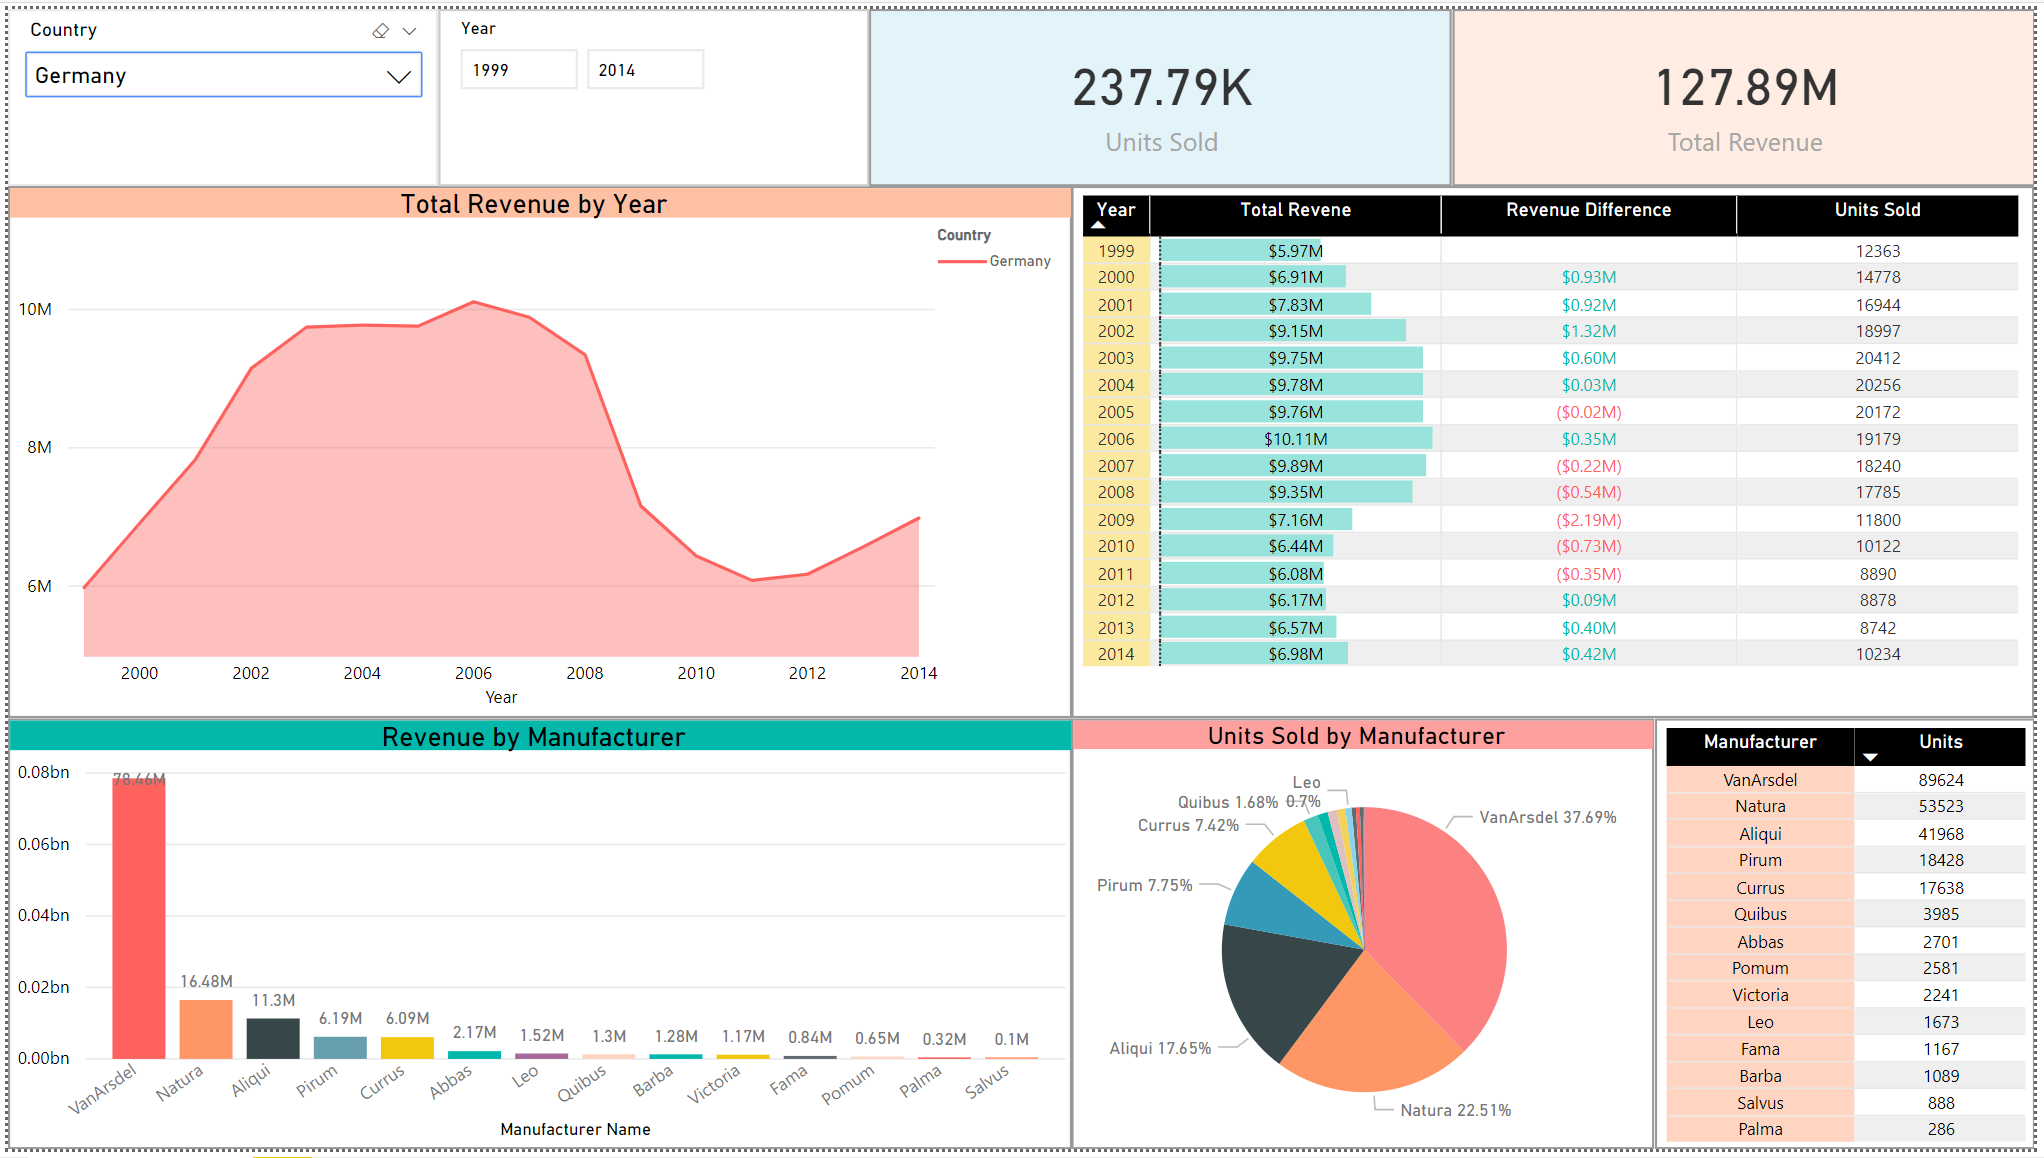 Country
Germany
Year
1999 2014
237.79K
Units Sold
127.89M
Total Revenue
Total Revenue by Year
Country
Germany
10M
8M
6M
2000 2002 2004 2006 2008 2010 2012 2014
Year
Year Total Revene Revenue Difference Units Sold
1999 $5.97M 12363
2000 $6.91M $0.93M 14778
2001 $7.83M $0.92M 16944
2002 $9.15M $1.32M 18997
2003 $9.75M $0.60M 20412
2004 $9.78M $0.03M 20256
2005 $9.76M ($0.02M) 20172
2006 $10.11M $0.35M 19179
2007 $9.89M ($0.22M) 18240
2008 $9.35M ($0.54M) 17785
2009 $7.16M ($2.19M) 11800
2010 $6.44M ($0.73M) 10122
2011 $6.08M ($0.35M) 8890
2012 $6.17M $0.09M 8878
2013 $6.57M $0.40M 8742
2014 $6.98M $0.42M 10234
Revenue by Manufacturer
0.08bn
0.06bn
0.04bn
0.02bn
0.00bn
78.46M 16.48M 11.3M 6.19M 6.09M 2.17M 1.52M 1.3M 1.28M 1.17M 0.84M 0.65M 0.32M 0.1M
VanArsdel Natura Aliqui Pirum Currus Abbas Leo Quibus Barba Victoria Fama Pomum Palma Salvus
Manufacturer Name
Units Sold by Manufacturer
Leo
0.7%
Quibus 1.68%
Currus 7.42%
VanArsdel 37.69%
Pirum 7.75%
Aliqui 17.65%
Natura 22.51%
Manufacturer Units
VanArsdel 89624
Natura 53523
Aliqui 41968
Pirum 18428
Currus 17638
Quibus 3985
Abbas 2701
Pomum 2581
Victoria 2241
Leo 1673
Fama 1167
Barba 1089
Salvus 888
Palma 286